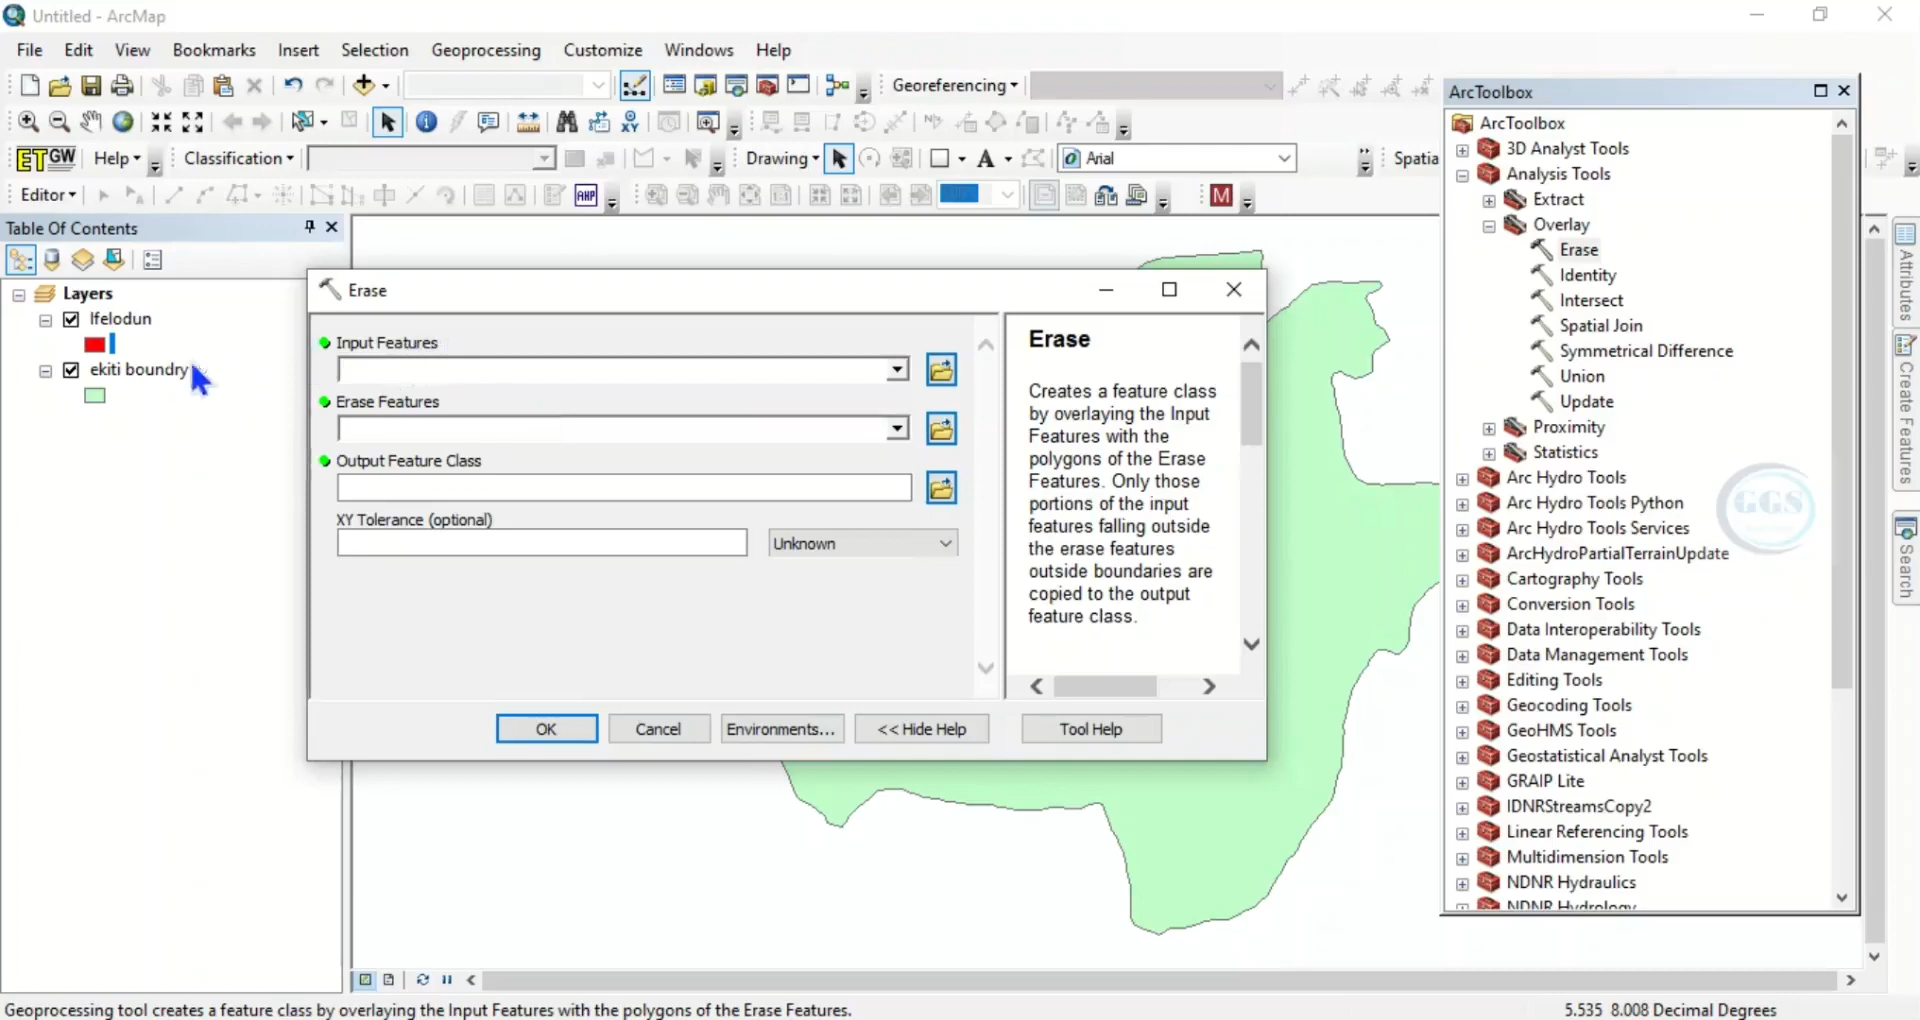 Untitled - ArcMap
File Edit View Bookmarks Insert Selection Geoprocessing Customize Windows Help
Georeferencing
ET GW Help Classification Drawing A Arial Spatia
Editor AHP M
Table Of Contents
Layers
Ifelodun
ekiti boundry
Erase
Input Features
Erase Features
Output Feature Class
XY Tolerance (optional)
Unknown
OK Cancel Environments... << Hide Help Tool Help
Erase
Creates a feature class
by overlaying the Input
Features with the
polygons of the Erase
Features. Only those
portions of the input
features falling outside
the erase features
outside boundaries are
copied to the output
feature class.
ArcToolbox
ArcToolbox
3D Analyst Tools
Analysis Tools
Extract
Overlay
Erase
Identity
Intersect
Spatial Join
Symmetrical Difference
Union
Update
Proximity
Statistics
Arc Hydro Tools
Arc Hydro Tools Python
Arc Hydro Tools Services
ArcHydroPartialTerrainUpdate
Cartography Tools
Conversion Tools
Data Interoperability Tools
Data Management Tools
Editing Tools
Geocoding Tools
GeoHMS Tools
Geostatistical Analyst Tools
GRAIP Lite
IDNRStreamsCopy2
Linear Referencing Tools
Multidimension Tools
NDNR Hydraulics
NDNR Hydrology
GGS
Attributes
Create Features
Search
Geoprocessing tool creates a feature class by overlaying the Input Features with the polygons of the Erase Features.
5.535 8.008 Decimal Degrees